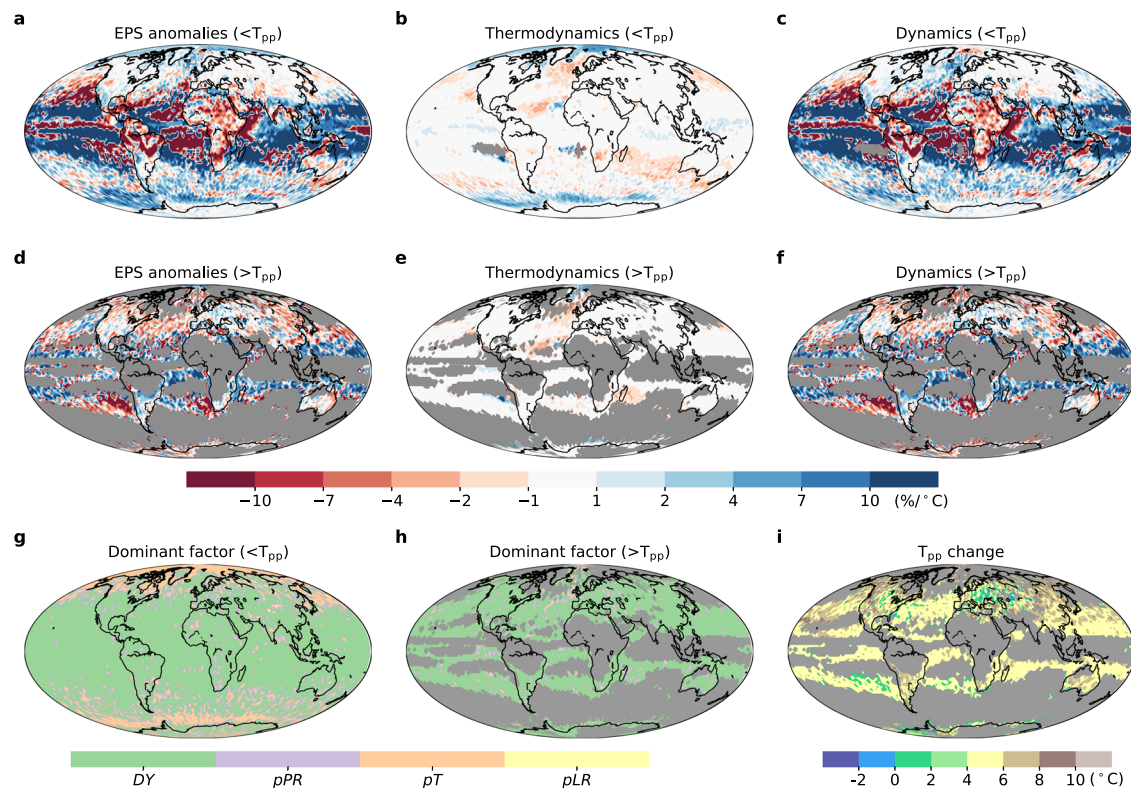 a
EPS anomalies (<Tpp)
b
Thermodynamics (<Tpp)
c
Dynamics (<Tpp)
d
EPS anomalies (>Tpp)
e
Thermodynamics (>Tpp)
f
Dynamics (>Tpp)
−10 −7 −4 −2 −1 1 2 4 7 10 (%/°C)
g
Dominant factor (<Tpp)
h
Dominant factor (>Tpp)
i
Tpp change
DY pPR pT pLR
-2 0 2 4 6 8 10 (°C)